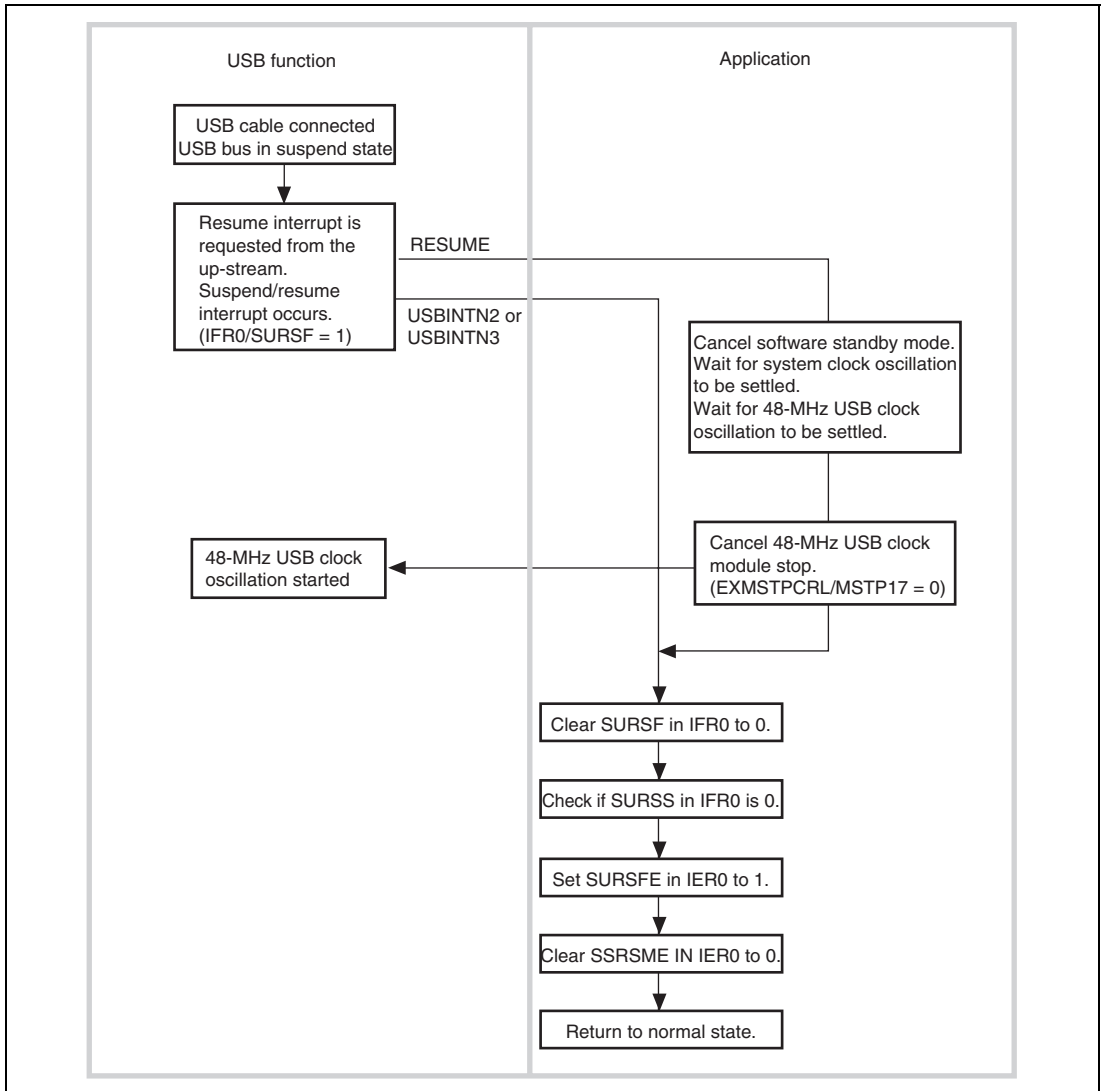 USB function
Application
USB cable connected
USB bus in suspend state
Resume interrupt is
requested from the
up-stream.
Suspend/resume
interrupt occurs.
(IFR0/SURSF = 1)
RESUME
USBINTN2 or
USBINTN3
Cancel software standby mode.
Wait for system clock oscillation
to be settled.
Wait for 48-MHz USB clock
oscillation to be settled.
48-MHz USB clock
oscillation started
Cancel 48-MHz USB clock
module stop.
(EXMSTPCRL/MSTP17 = 0)
Clear SURSF in IFR0 to 0.
Check if SURSS in IFR0 is 0.
Set SURSFE in IER0 to 1.
Clear SSRSME IN IER0 to 0.
Return to normal state.